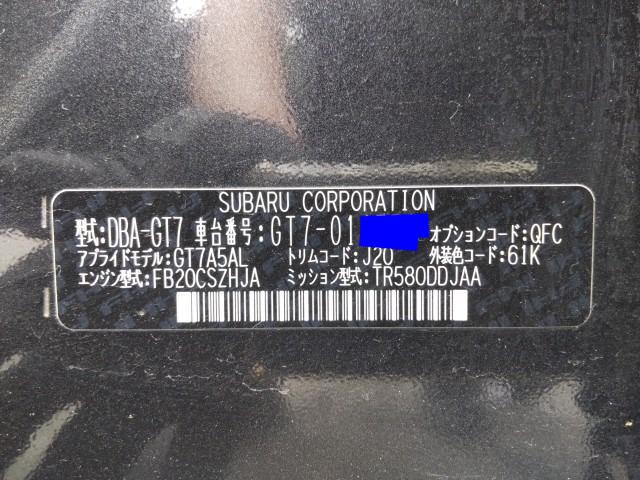 SUBARU CORPORATION
型式:DBA-GT7 車台番号:GT7-01 オプションコード:QFC
アプライドモデル:GT7A5AL トリムコード:J20 外装色コード:61K
エンジン型式:FB20CSZHJA ミッション型式:TR580DDJAA